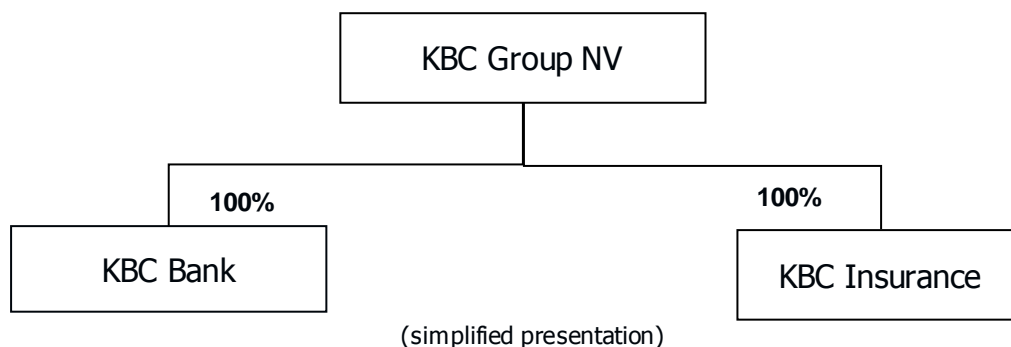 KBC Group NV
100%
100%
KBC Bank
KBC Insurance
(simplified presentation)